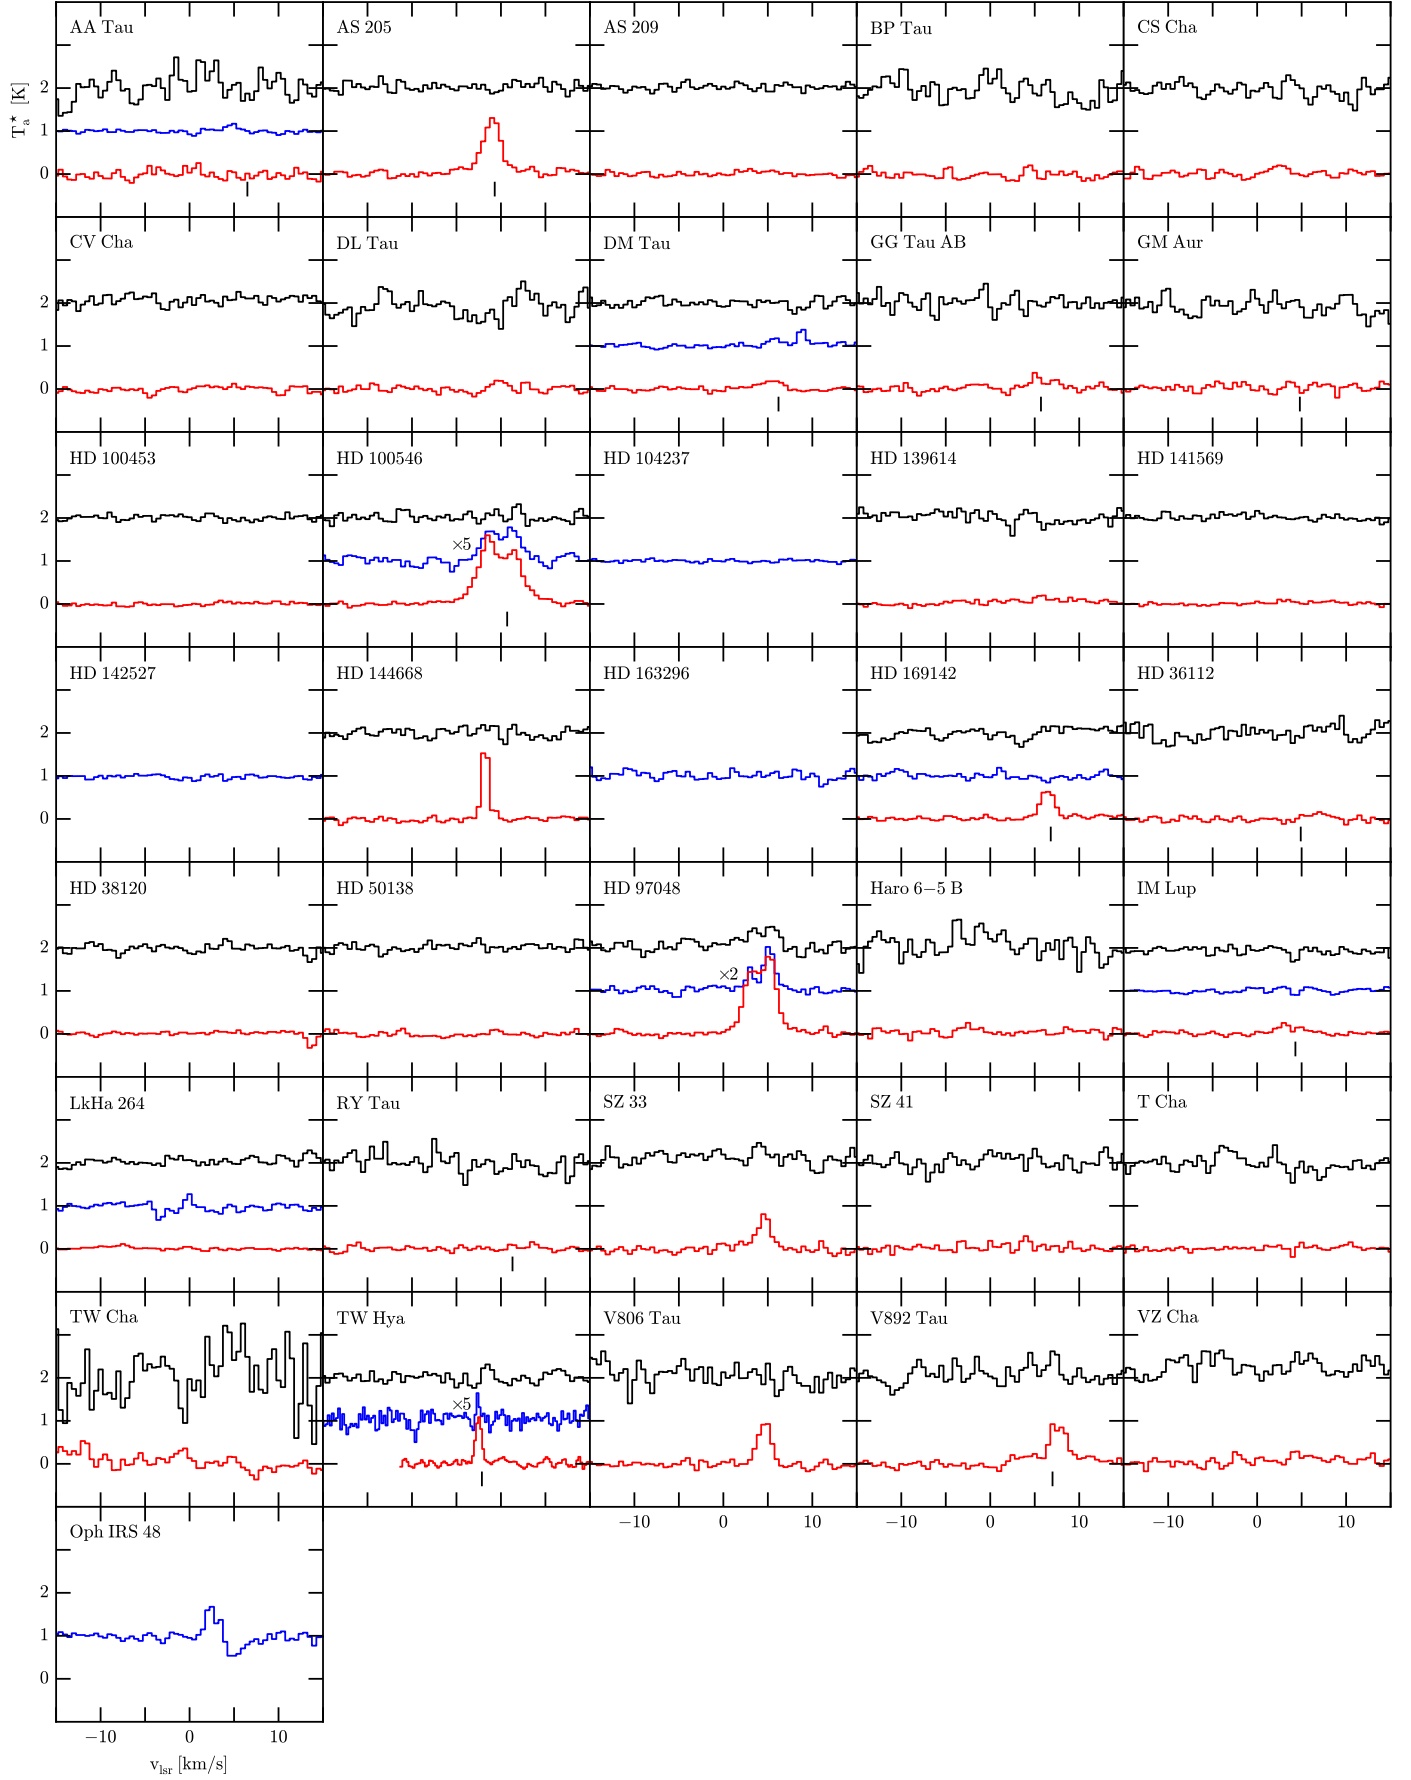 AA Tau AS 205 AS 209 BP Tau CS Cha
T_a^⋆ [K]
2
1
0
CV Cha DL Tau DM Tau GG Tau AB GM Aur
2
1
0
HD 100453 HD 100546 HD 104237 HD 139614 HD 141569
2
×5
1
0
HD 142527 HD 144668 HD 163296 HD 169142 HD 36112
2
1
0
HD 38120 HD 50138 HD 97048 Haro 6−5 B IM Lup
2
×2
1
0
LkHa 264 RY Tau SZ 33 SZ 41 T Cha
2
1
0
TW Cha TW Hya V806 Tau V892 Tau VZ Cha
2
×5
1
0
−10 0 10 −10 0 10 −10 0 10
Oph IRS 48
2
1
0
−10 0 10
v_lsr [km/s]